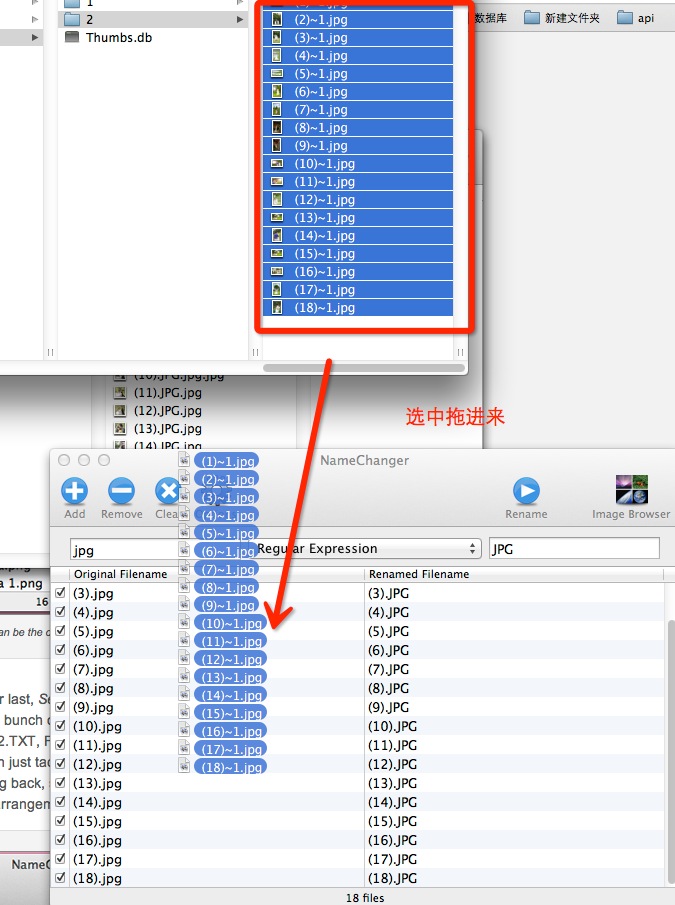 1
2
Thumbs.db
(2)~1.jpg
(3)~1.jpg
(4)~1.jpg
(5)~1.jpg
(6)~1.jpg
(7)~1.jpg
(8)~1.jpg
(9)~1.jpg
(10)~1.jpg
(11)~1.jpg
(12)~1.jpg
(13)~1.jpg
(14)~1.jpg
(15)~1.jpg
(16)~1.jpg
(17)~1.jpg
(18)~1.jpg
数据库 新建文件夹 api
(10).JPG.jpg.jpg
(11).JPG.jpg
(12).JPG.jpg
(13).JPG.jpg
(14).JPG.jpg
选中拖进来
NameChanger
Add Remove Clea Rename Image Browser
jpg Regular Expression JPG
Original Filename Renamed Filename
(3).jpg (3).JPG
(4).jpg (4).JPG
(5).jpg (5).JPG
(6).jpg (6).JPG
(7).jpg (7).JPG
(8).jpg (8).JPG
(9).jpg (9).JPG
(10).jpg (10).JPG
(11).jpg (11).JPG
(12).jpg (12).JPG
(13).jpg (13).JPG
(14).jpg (14).JPG
(15).jpg (15).JPG
(16).jpg (16).JPG
(17).jpg (17).JPG
(18).jpg (18).JPG
18 files
(1)~1.jpg
(2)~1.jpg
(3)~1.jpg
(4)~1.jpg
(5)~1.jpg
(6)~1.jpg
(7)~1.jpg
(8)~1.jpg
(9)~1.jpg
(10)~1.jpg
(11)~1.jpg
(12)~1.jpg
(13)~1.jpg
(14)~1.jpg
(15)~1.jpg
(16)~1.jpg
(17)~1.jpg
(18)~1.jpg
a 1.png
16
an be the d
r last, Se
bunch o
2.TXT, F
n just tac
g back, s
rrangem
NameC